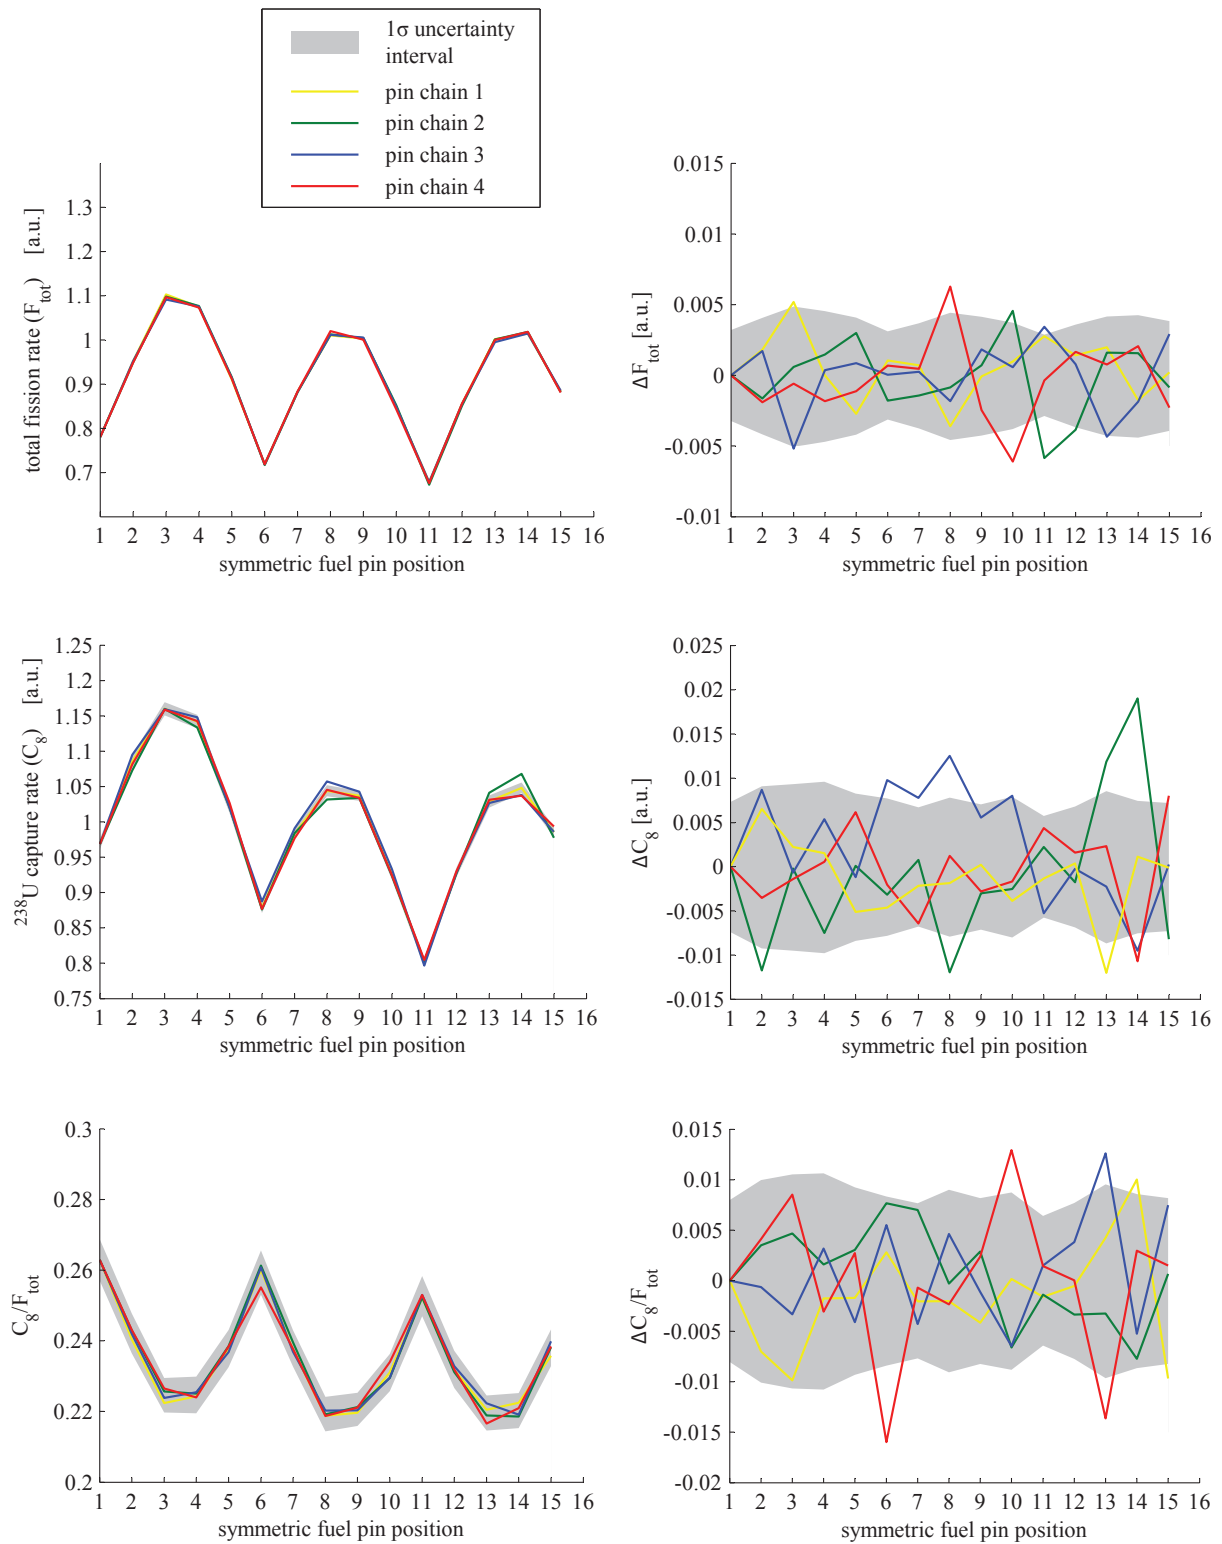 1σ uncertainty
interval
pin chain 1
pin chain 2
pin chain 3
pin chain 4
total fission rate (F_tot) [a.u.]
1.3
1.2
1.1
1
0.9
0.8
0.7
1 2 3 4 5 6 7 8 9 10 11 12 13 14 15 16
symmetric fuel pin position
ΔF_tot [a.u.]
0.015
0.01
0.005
0
-0.005
-0.01
1 2 3 4 5 6 7 8 9 10 11 12 13 14 15 16
symmetric fuel pin position
²³⁸U capture rate (C₈) [a.u.]
1.25
1.2
1.15
1.1
1.05
1
0.95
0.9
0.85
0.8
0.75
1 2 3 4 5 6 7 8 9 10 11 12 13 14 15 16
symmetric fuel pin position
ΔC₈ [a.u.]
0.025
0.02
0.015
0.01
0.005
0
-0.005
-0.01
-0.015
1 2 3 4 5 6 7 8 9 10 11 12 13 14 15 16
symmetric fuel pin position
C₈/F_tot
0.3
0.28
0.26
0.24
0.22
0.2
1 2 3 4 5 6 7 8 9 10 11 12 13 14 15 16
symmetric fuel pin position
ΔC₈/F_tot
0.015
0.01
0.005
0
-0.005
-0.01
-0.015
-0.02
1 2 3 4 5 6 7 8 9 10 11 12 13 14 15 16
symmetric fuel pin position